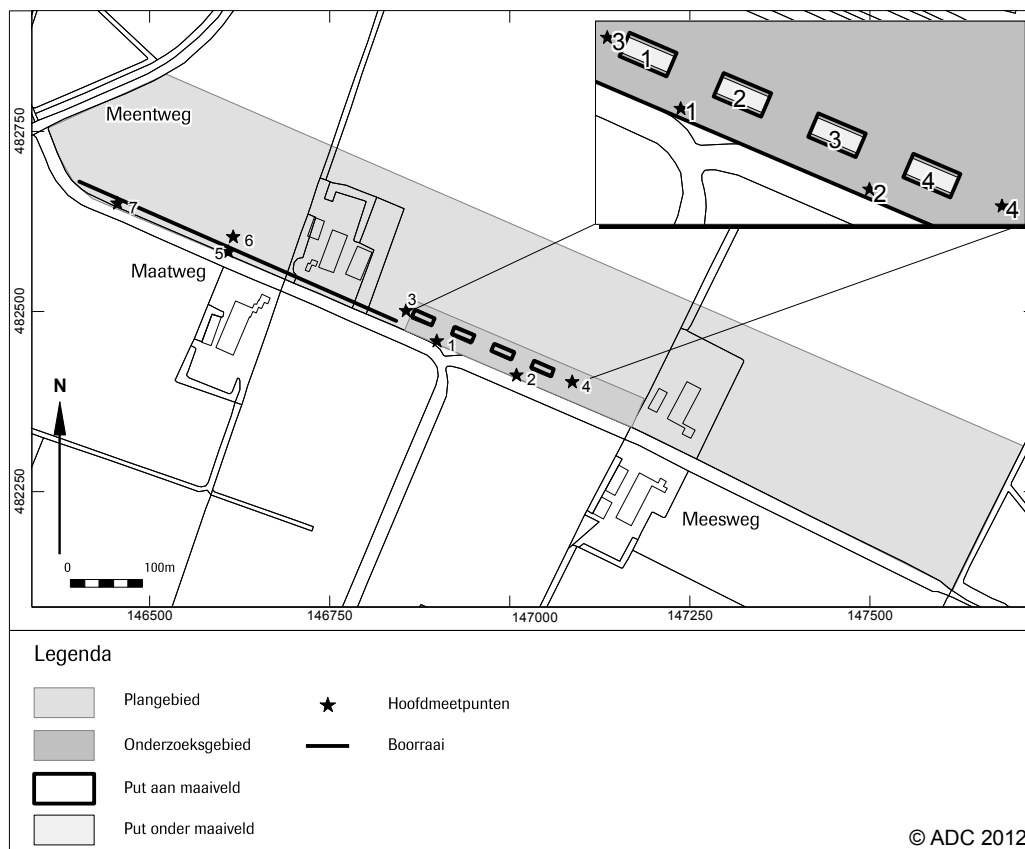 3
1
2
3
4
1
2
4
482750
Meentweg
7
6
5
Maatweg
482500
3
1
2
4
N
482250
Meesweg
0 100m
146500 146750 147000 147250 147500
Legenda
Plangebied
Hoofdmeetpunten
Onderzoeksgebied
Boorraai
Put aan maaiveld
Put onder maaiveld
© ADC 2012